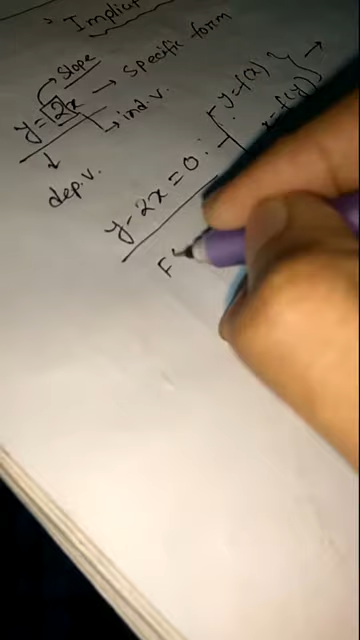 Implicit
Slope
y = 2x → specific form
→ ind.v.
↓
dep.v.
y - 2x = 0 : [ y = f(x) } →
x = f(y)
F